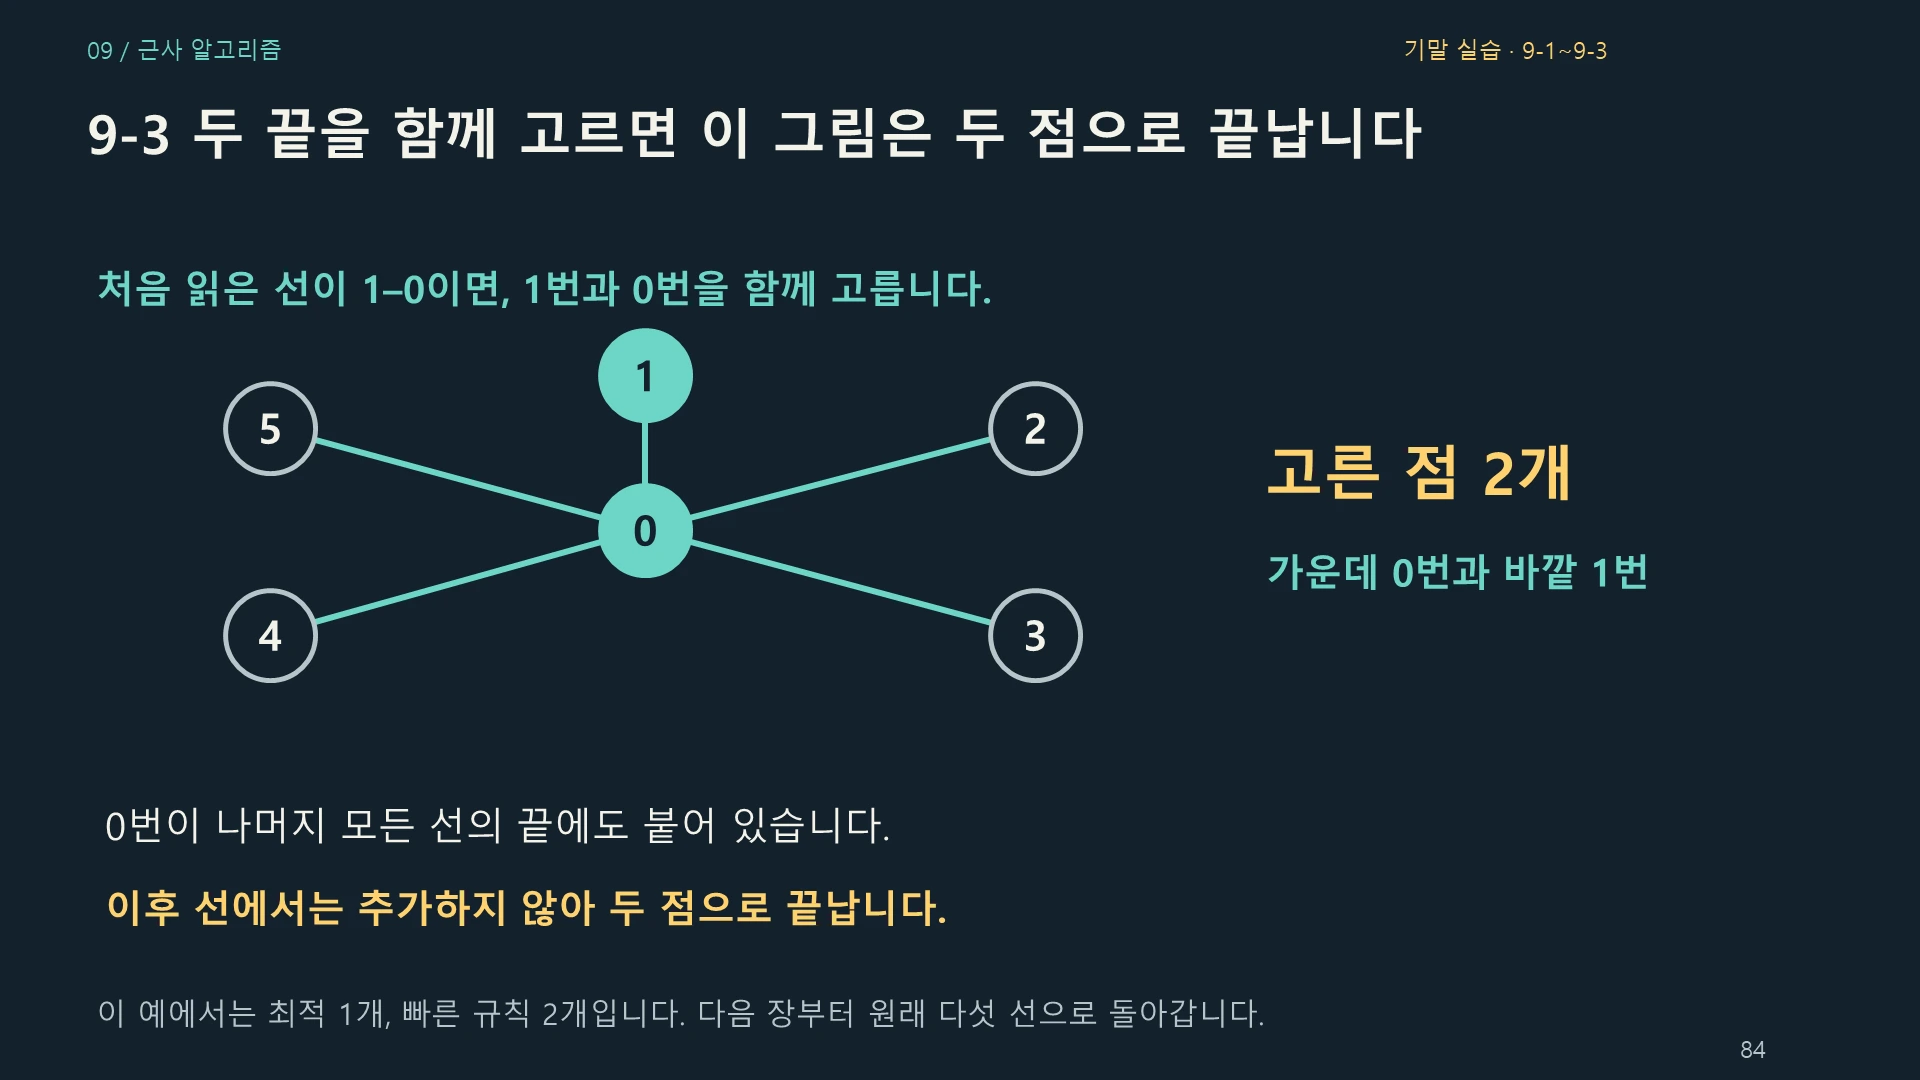 09 / 근사 알고리즘
기말 실습 · 9-1~9-3
9-3 두 끝을 함께 고르면 이 그림은 두 점으로 끝납니다
처음 읽은 선이 1–0이면, 1번과 0번을 함께 고릅니다.
1
5
2
0
4
3
고른 점 2개
가운데 0번과 바깥 1번
0번이 나머지 모든 선의 끝에도 붙어 있습니다.
이후 선에서는 추가하지 않아 두 점으로 끝납니다.
이 예에서는 최적 1개, 빠른 규칙 2개입니다. 다음 장부터 원래 다섯 선으로 돌아갑니다.
84